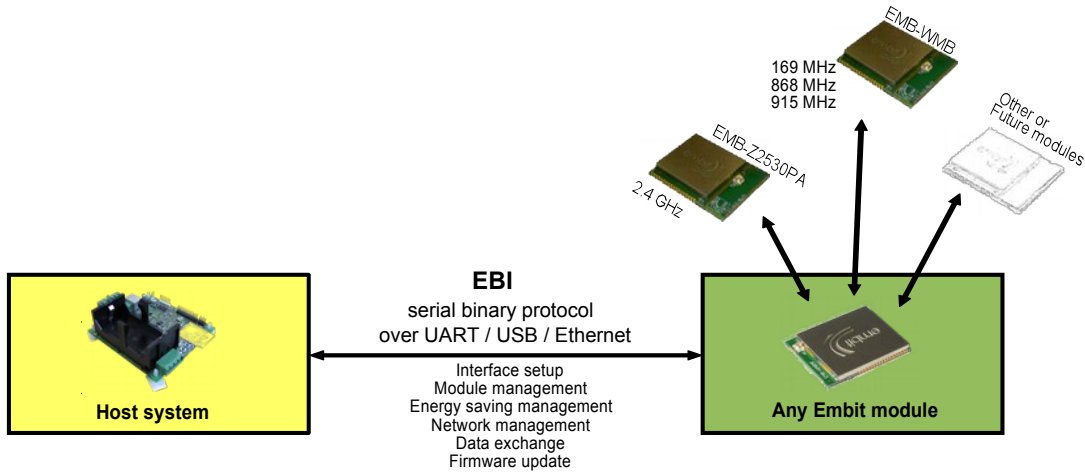 EMB-WMB
169 MHz
868 MHz
915 MHz
Other or
Future modules
EMB-Z2530PA
2.4 GHz
EBI
serial binary protocol
over UART / USB / Ethernet
Interface setup
Module management
Energy saving management
Network management
Data exchange
Firmware update
Host system
embit
Any Embit module